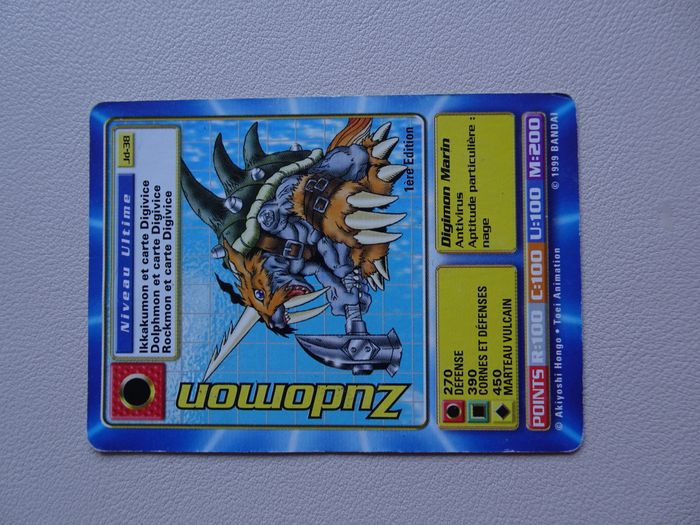 Jd-38
Niveau Ultime
Ikkakumon et carte Digivice
Dolphmon et carte Digivice
Rockmon et carte Digivice
Zudomon
1ère Edition
270
DÉFENSE
390
CORNES ET DÉFENSES
450
MARTEAU VULCAIN
Digimon Marin
Antivirus
Aptitude particulière :
nage
POINTS R:100 C:100 U:100 M:200
© Akiyoshi Hongo • Toei Animation © 1999 BANDAI